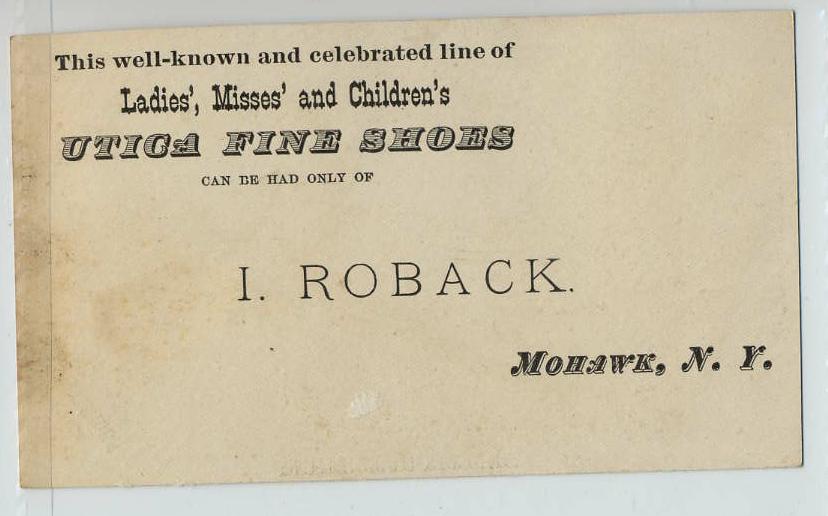 This well-known and celebrated line of
Ladies', Misses' and Children's
UTICA FINE SHOES
CAN BE HAD ONLY OF
I. ROBACK.
MOHAWK, N. Y.